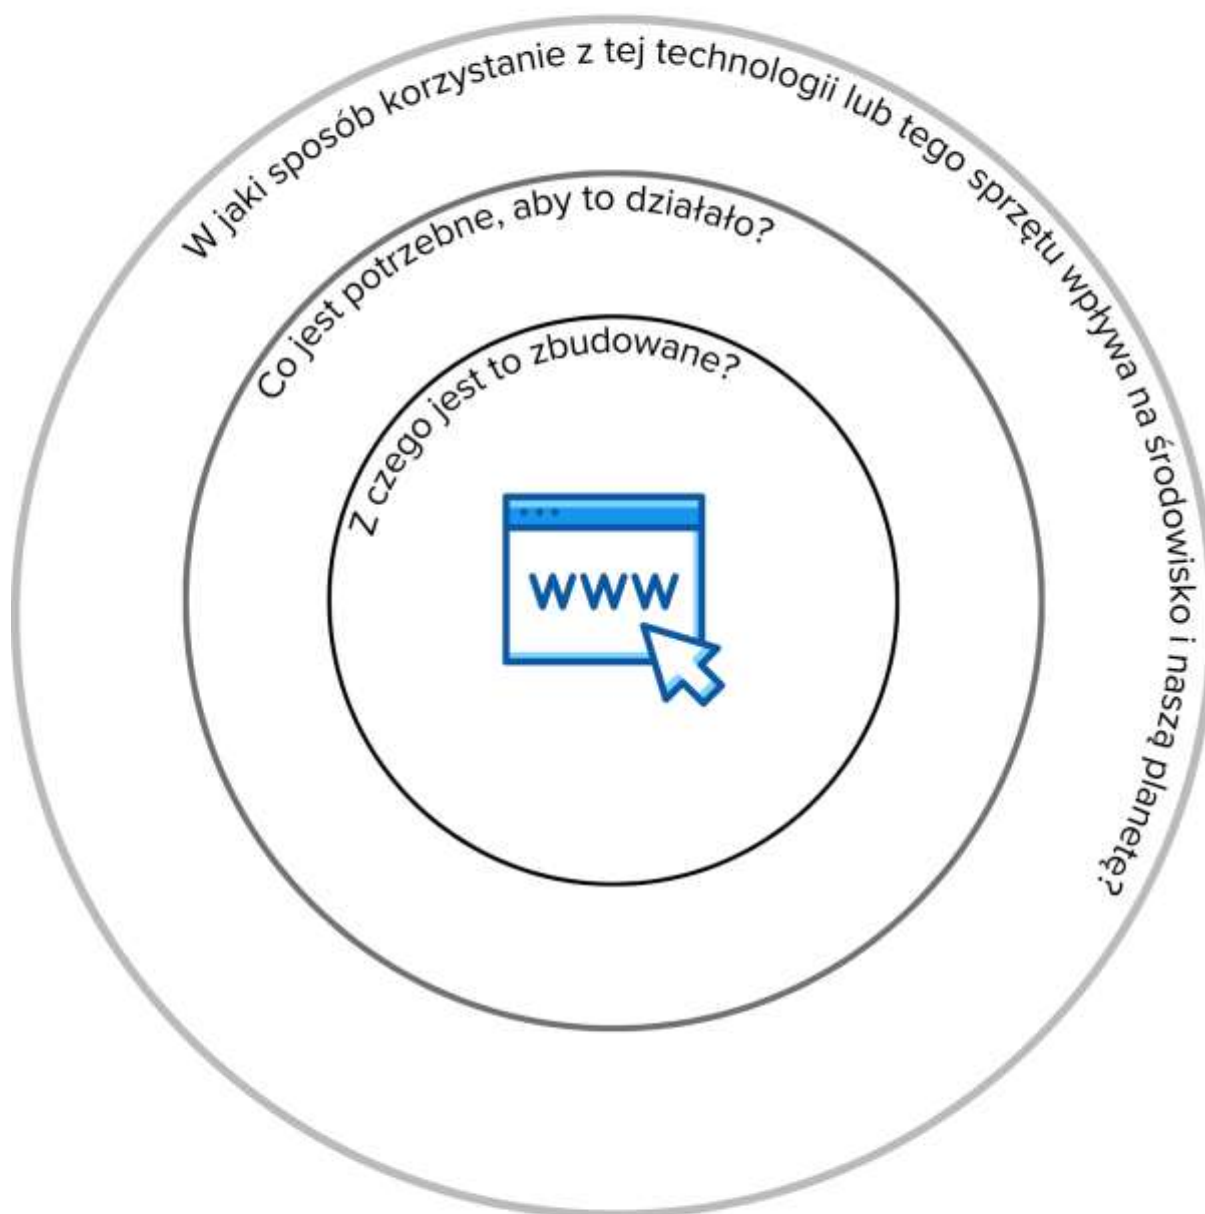 W jaki sposób korzystanie z tej technologii lub tego sprzętu wpływa na środowisko i naszą planetę?
Co jest potrzebne, aby to działało?
Z czego jest to zbudowane?
WWW